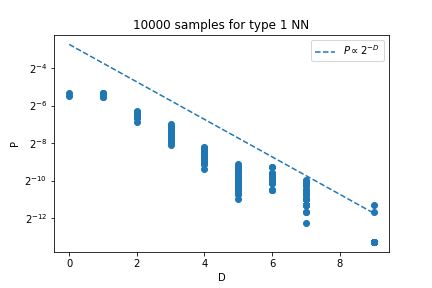 10000 samples for type 1 NN
P ∝ 2^{-D}
2^{-4}
2^{-6}
2^{-8}
2^{-10}
2^{-12}
P
0 2 4 6 8
D